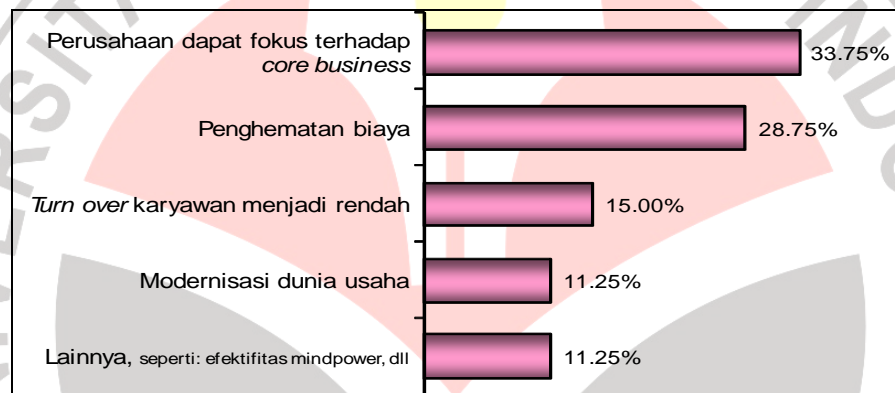 Perusahaan dapat fokus terhadap
core business
33.75%
Penghematan biaya
28.75%
Turn over karyawan menjadi rendah
15.00%
Modernisasi dunia usaha
11.25%
Lainnya, seperti: efektifitas mindpower, dll
11.25%